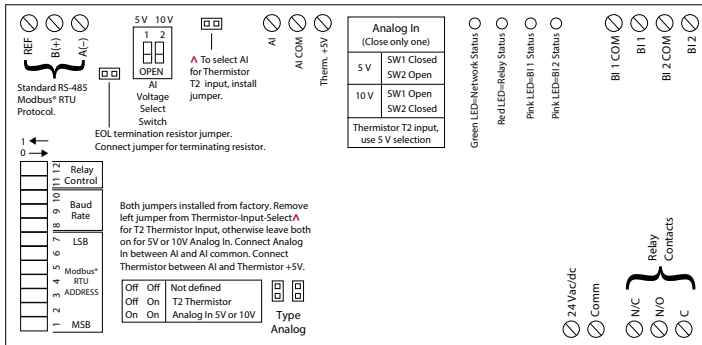 REF
B(+)
A(–)
Standard RS-485
Modbus® RTU
Protocol.
5 V 10 V
1 2
OPEN
AI
Voltage
Select
Switch
^ To select AI
for Thermistor
T2 input, install
jumper.
EOL termination resistor jumper.
Connect jumper for terminating resistor.
AI
AI COM
Therm. +5V
Analog In
(Close only one)
5 V
SW1 Closed
SW2 Open
10 V
SW1 Open
SW2 Closed
Thermistor T2 input,
use 5 V selection
Green LED=Network Status
Red LED=Relay Status
Pink LED=BI 1 Status
Pink LED=BI 2 Status
BI 1 COM
BI 1
BI 2 COM
BI 2
1
0
12
11
Relay
Control
10
9
8
Baud
Rate
7
6
5
4
3
2
1
LSB
Modbus®
RTU
ADDRESS
MSB
Both jumpers installed from factory. Remove
left jumper from Thermistor-Input-Select^
for T2 Thermistor Input, otherwise leave both
on for 5V or 10V Analog In. Connect Analog
In between AI and AI common. Connect
Thermistor between AI and Thermistor +5V.
Off Off Not defined
Off On T2 Thermistor
On On Analog In 5V or 10V
Type
Analog
Relay
Contacts
24 Vac/dc
Comm
N/C
N/O
C